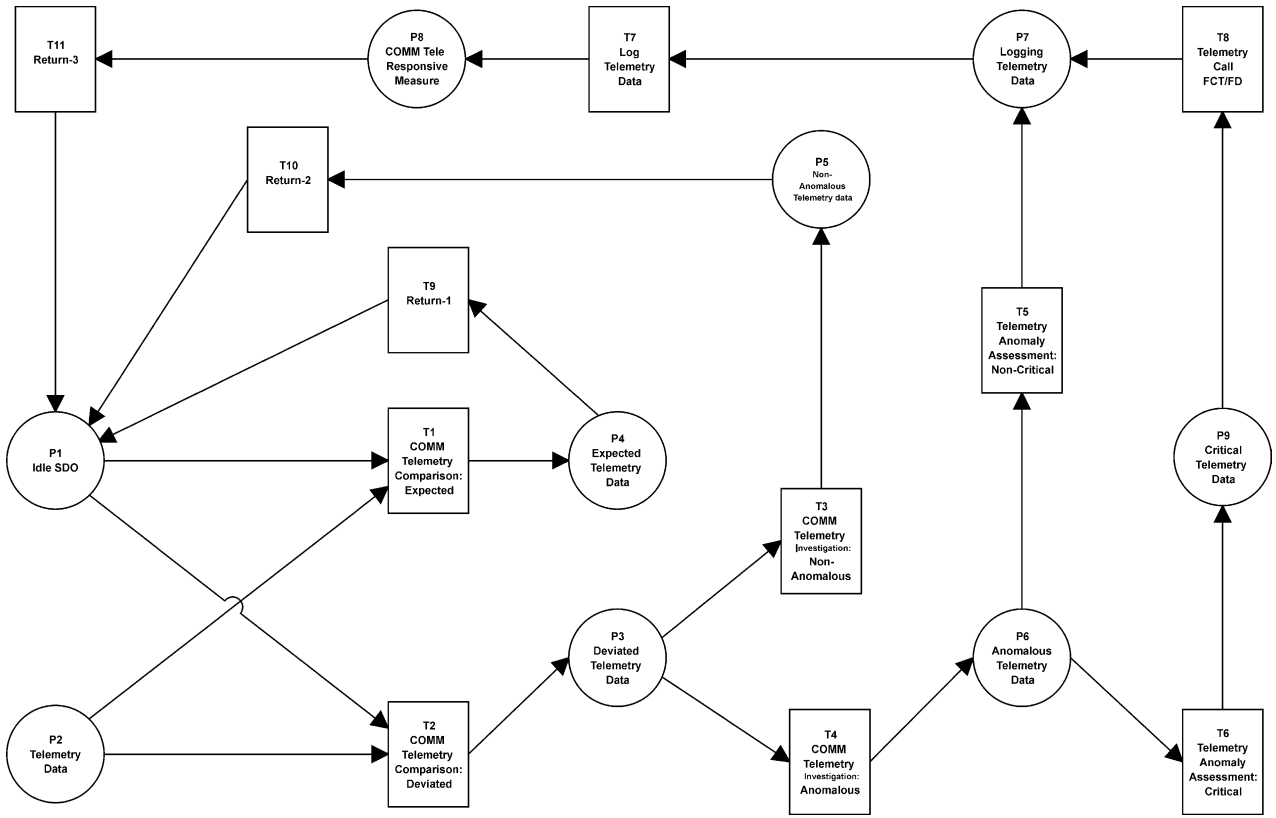 T11
Return-3
P8
COMM Tele
Responsive
Measure
T7
Log
Telemetry
Data
P7
Logging
Telemetry
Data
T8
Telemetry
Call
FCT/FD
T10
Return-2
P5
Non-
Anomalous
Telemetry data
T9
Return-1
T5
Telemetry
Anomaly
Assessment:
Non-Critical
P1
Idle SDO
T1
COMM
Telemetry
Comparison:
Expected
P4
Expected
Telemetry
Data
P9
Critical
Telemetry
Data
T3
COMM
Telemetry
Investigation:
Non-
Anomalous
P3
Deviated
Telemetry
Data
P6
Anomalous
Telemetry
Data
P2
Telemetry
Data
T2
COMM
Telemetry
Comparison:
Deviated
T4
COMM
Telemetry
Investigation:
Anomalous
T6
Telemetry
Anomaly
Assessment:
Critical